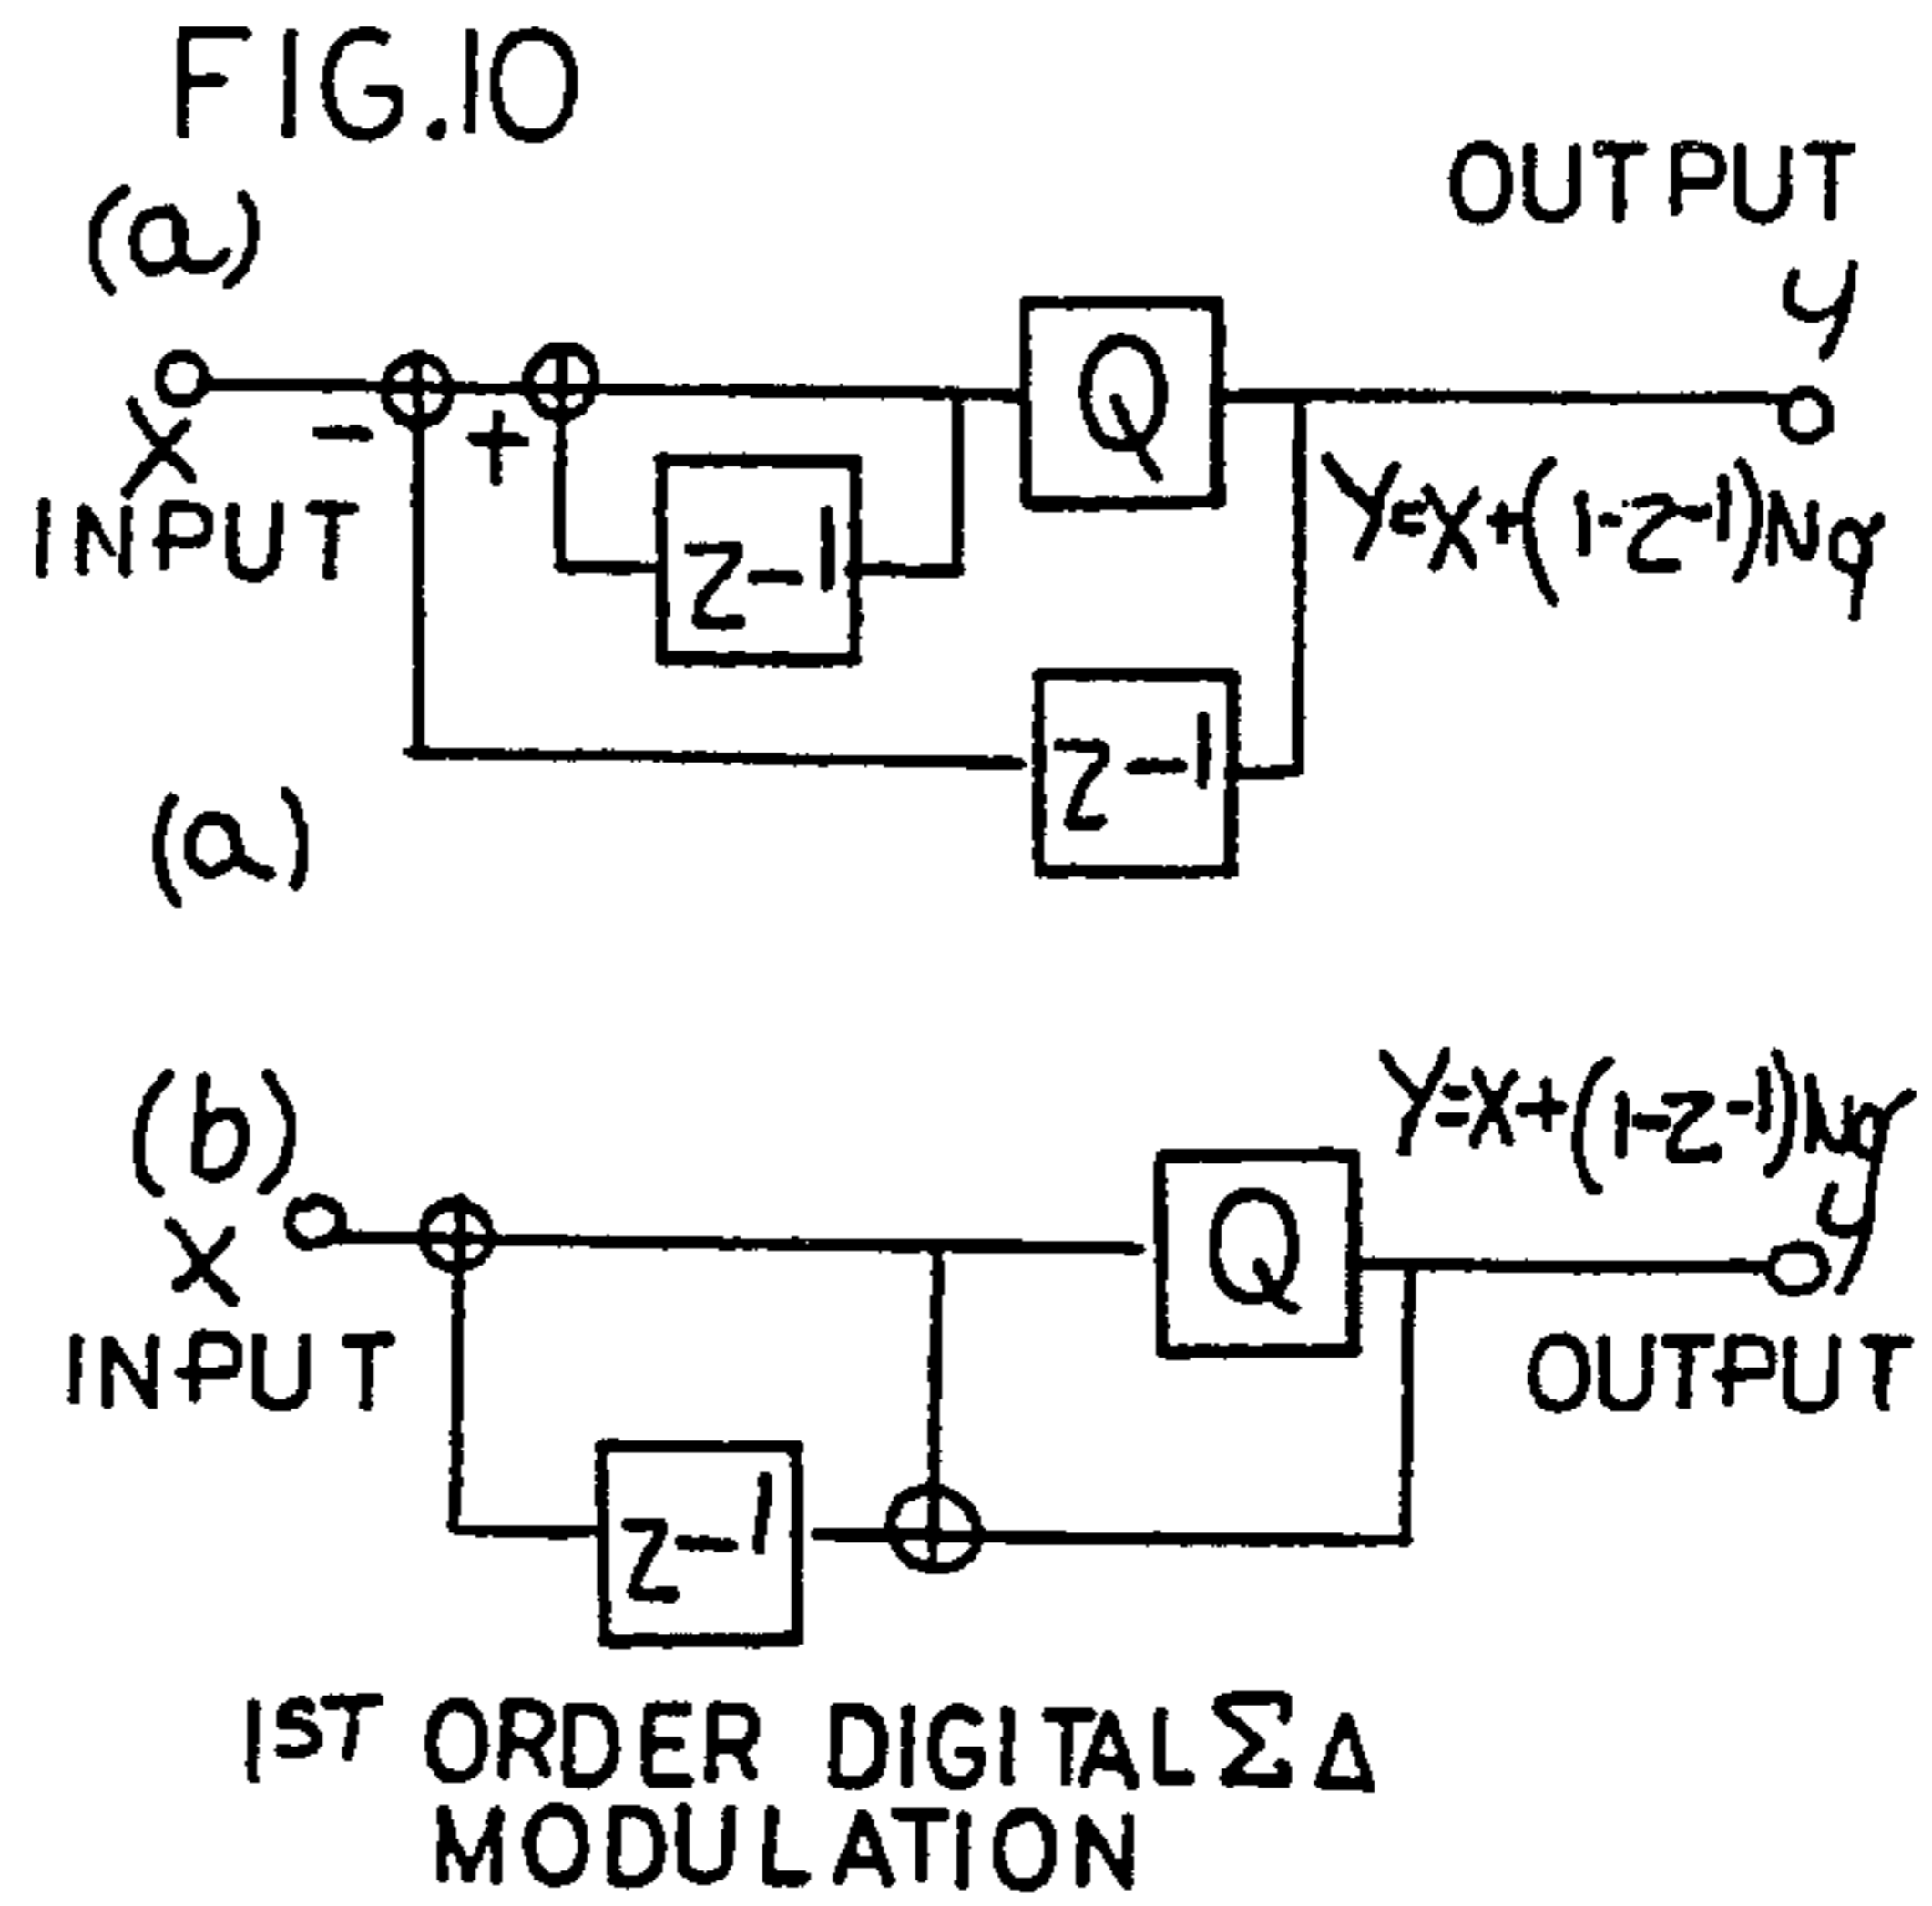 FIG.10
(a)
OUTPUT
y
Q
X
- +
INPUT
z-1
Y=X+(1-z-1)Nq
z-1
(a)
(b)
Y=X+(1-z-1)Nq
y
X
Q
INPUT
OUTPUT
z-1
1ST ORDER DIGITAL ΣΔ
MODULATION